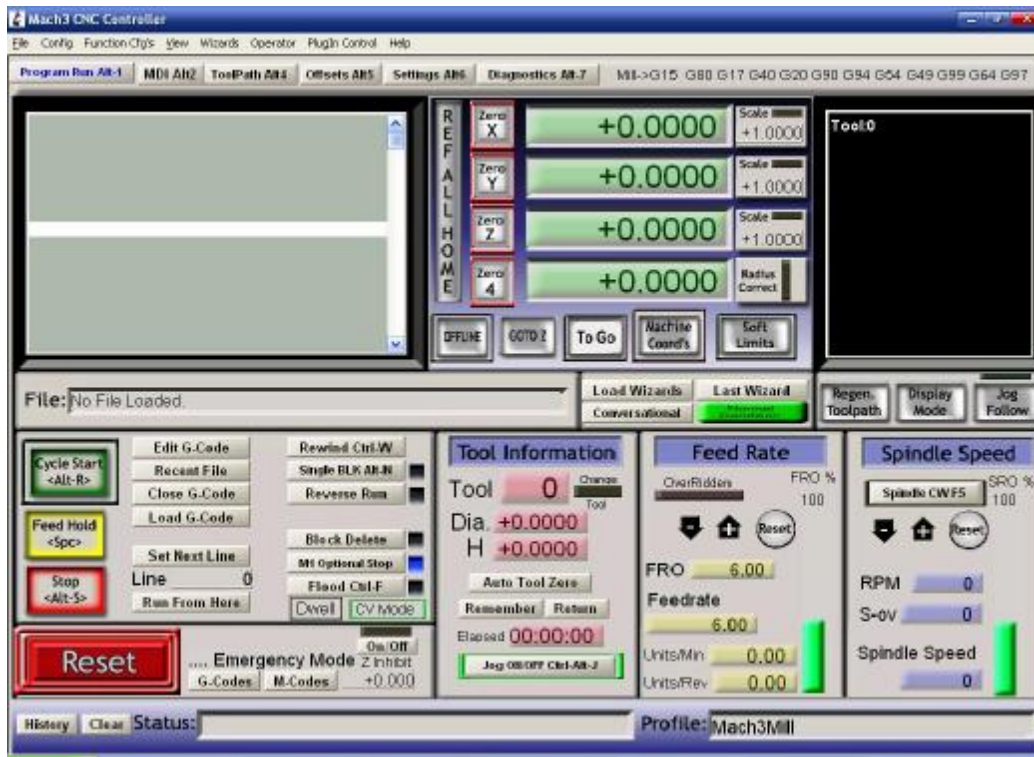 Mach3 CNC Controller
File Config Function Cfg's View Wizards Operator PlugIn Control Help
Program Run Alt-1 MDI Alt2 ToolPath Alt4 Offsets Alt5 Settings Alt6 Diagnostics Alt-7 Mill->G15 G80 G17 G40 G20 G90 G94 G54 G49 G99 G64 G97
REF ALL HOME
Zero X +0.0000 Scale +1.0000
Zero Y +0.0000 Scale +1.0000
Zero Z +0.0000 Scale +1.0000
Zero 4 +0.0000 Radius Correct
OFFLINE GOTO Z To Go Machine Coord's Soft Limits
Tool:0
File: No File Loaded.
Load Wizards Last Wizard
Conversational
Regen. Toolpath Display Mode Jog Follow
Cycle Start <Alt-R>
Feed Hold <Spc>
Stop <Alt-S>
Edit G-Code
Recent File
Close G-Code
Load G-Code
Set Next Line
Line 0
Run From Here
Rewind Ctrl-W
Single BLK Alt-N
Reverse Run
Block Delete
M1 Optional Stop
Flood Ctrl-F
Dwell CV Mode
Reset
.... Emergency Mode
G-Codes M-Codes
On/Off
Z Inhibit
+0.000
Tool Information
Tool 0 Change Tool
Dia. +0.0000
H +0.0000
Auto Tool Zero
Remember Return
Elapsed 00:00:00
Jog ON/OFF Ctrl-Alt-J
Feed Rate
OverRidden FRO %
100
Reset
FRO 6.00
Feedrate
6.00
Units/Min 0.00
Units/Rev 0.00
Spindle Speed
Spindle CW F5 SRO %
100
Reset
RPM 0
S-ov 0
Spindle Speed
0
History Clear Status: Profile: Mach3Mill